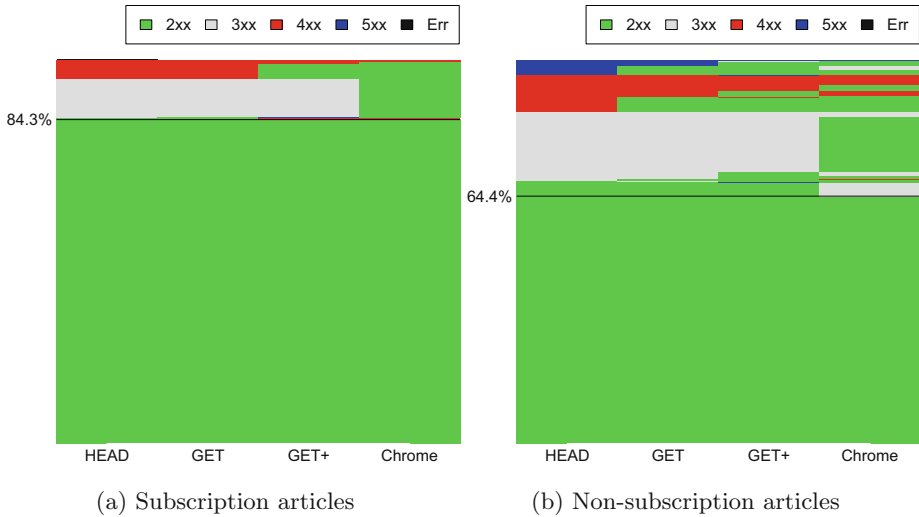 2xx 3xx 4xx 5xx Err
84.3%
HEAD GET GET+ Chrome
(a) Subscription articles
2xx 3xx 4xx 5xx Err
64.4%
HEAD GET GET+ Chrome
(b) Non-subscription articles